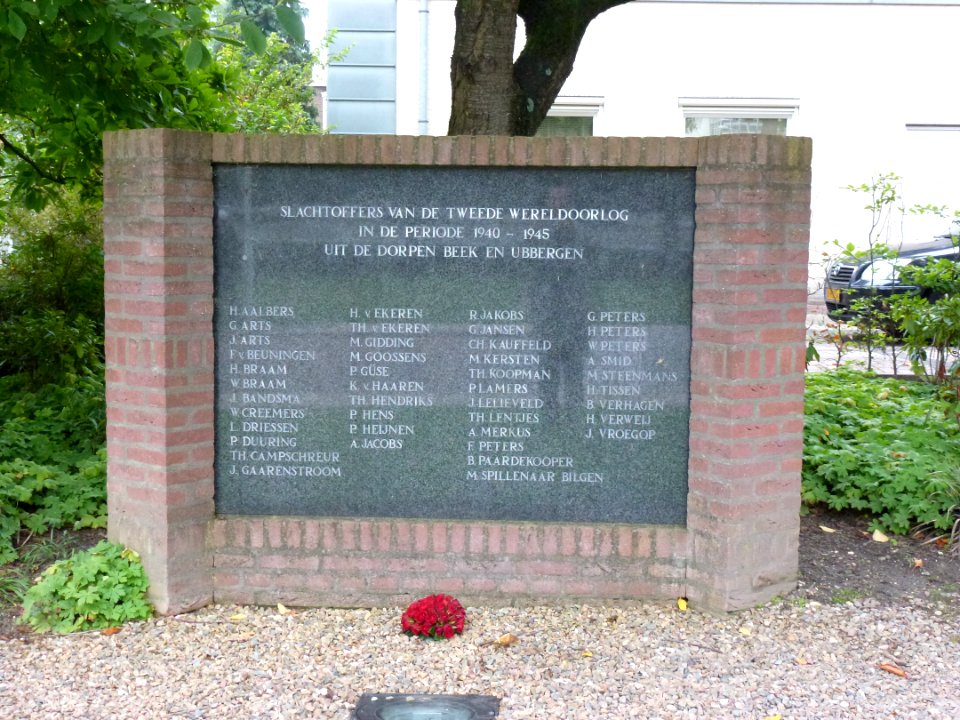 SLACHTOFFERS VAN DE TWEEDE WERELDOORLOG
IN DE PERIODE 1940 - 1945
UIT DE DORPEN BEEK EN UBBERGEN
H. AALBERS
G. ARTS
J. ARTS
F. v. BEUNINGEN
H. BRAAM
W. BRAAM
J. BANDSMA
W. CREEMERS
L. DRIESSEN
P. DUURING
TH. CAMPSCHREUR
J. GAARENSTROOM
H. v. EKEREN
TH. v. EKEREN
M. GIDDING
M. GOOSSENS
P. GÜSE
K. v. HAAREN
TH. HENDRIKS
P. HENS
P. HEIJNEN
A. JACOBS
R. JAKOBS
G. JANSEN
CH. KAUFFELD
M. KERSTEN
TH. KOOPMAN
P. LAMERS
J. LELIEVELD
TH. LENTJES
A. MERKUS
F. PETERS
B. PAARDEKOOPER
M. SPILLENAAR BILGEN
G. PETERS
H. PETERS
W. PETERS
A. SMID
M. STEENMANS
H. TISSEN
B. VERHAGEN
H. VERWEIJ
J. VROEGOP